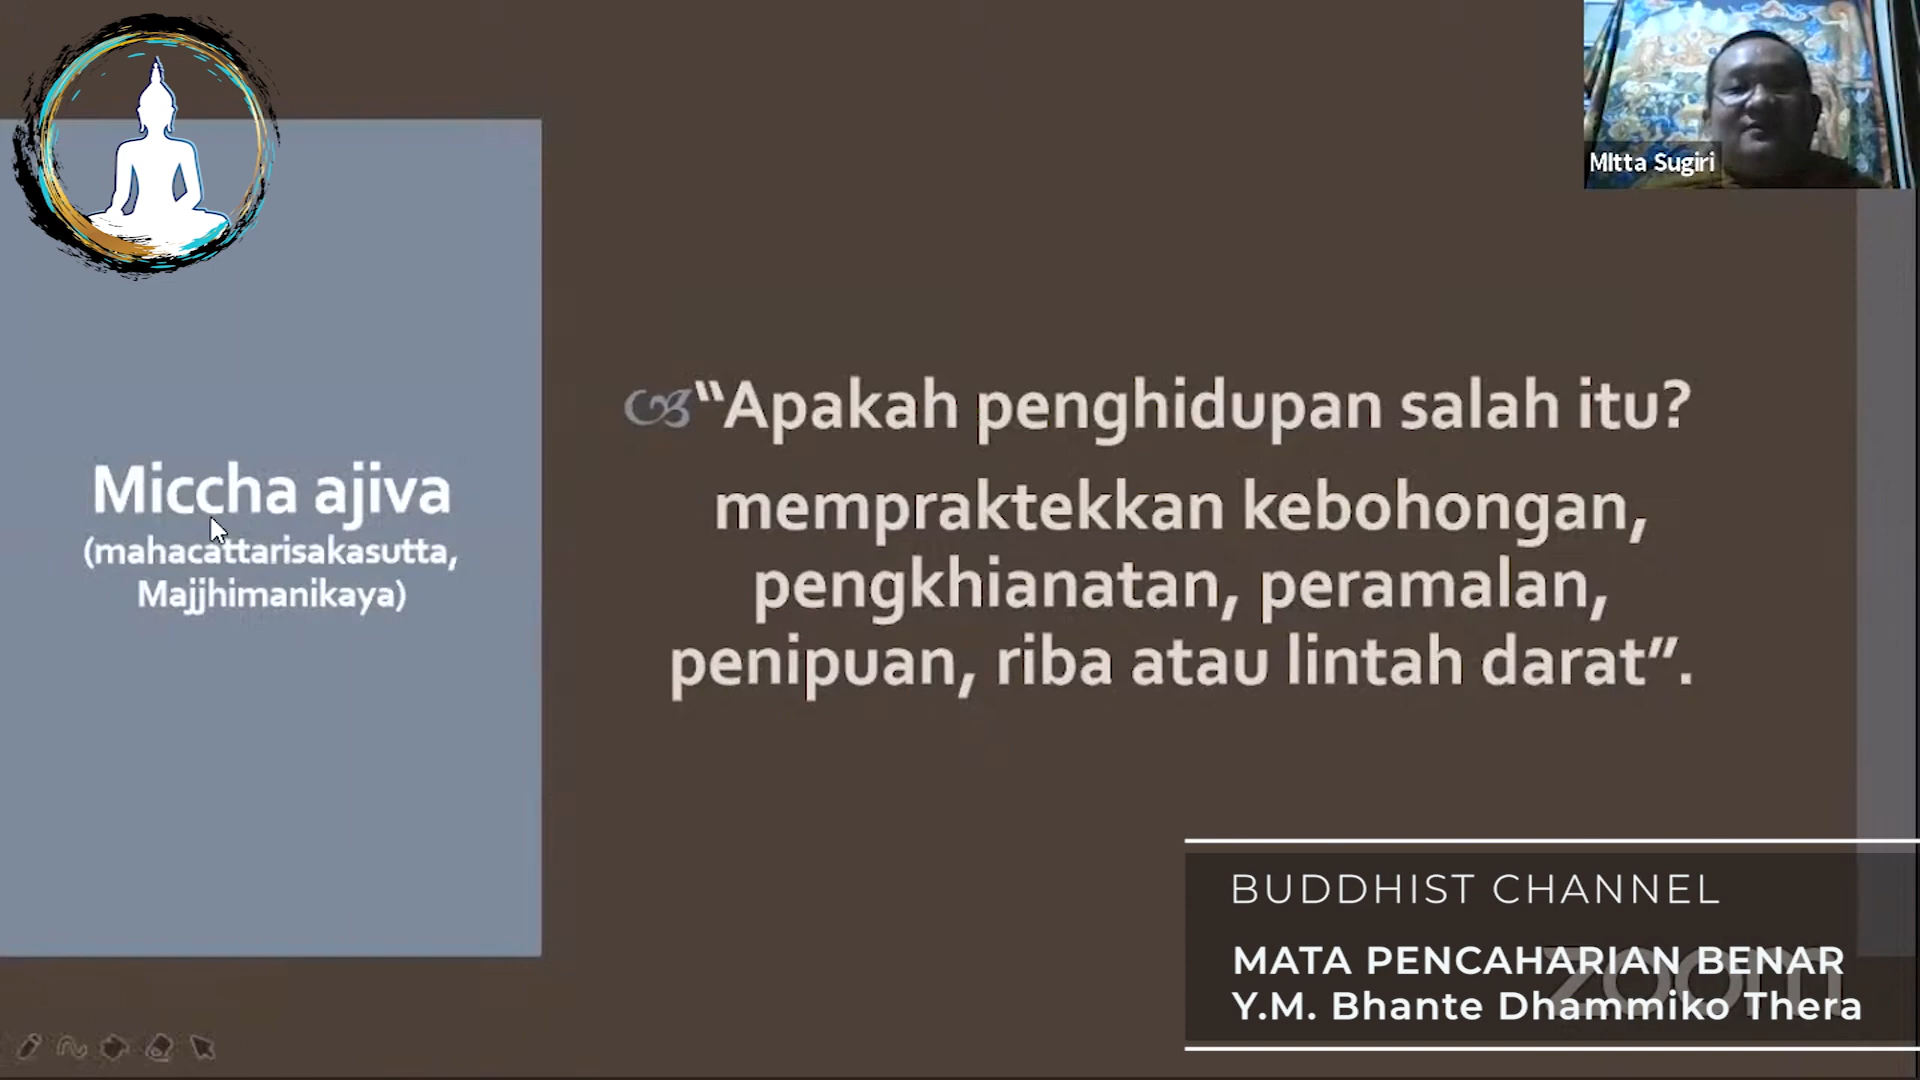 MItta Sugiri
Miccha ajiva
(mahacattarisakasutta,
Majjhimanikaya)
“Apakah penghidupan salah itu?
mempraktekkan kebohongan,
pengkhianatan, peramalan,
penipuan, riba atau lintah darat”.
BUDDHIST CHANNEL
MATA PENCAHARIAN BENAR
Y.M. Bhante Dhammiko Thera
zoom